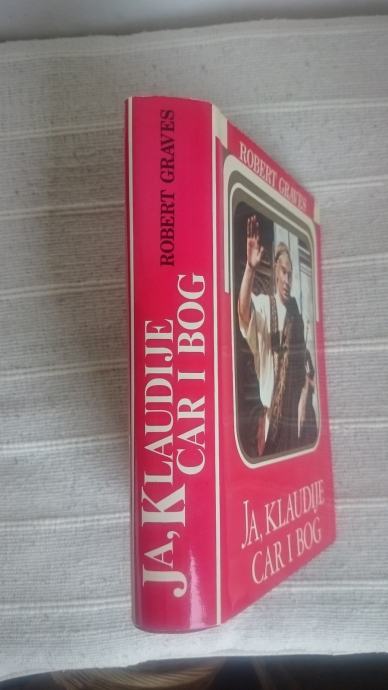 ROBERT GRAVES
JA, KLAUDIJE
CAR I BOG
ROBERT GRAVES
JA, KLAUDIJE
CAR I BOG